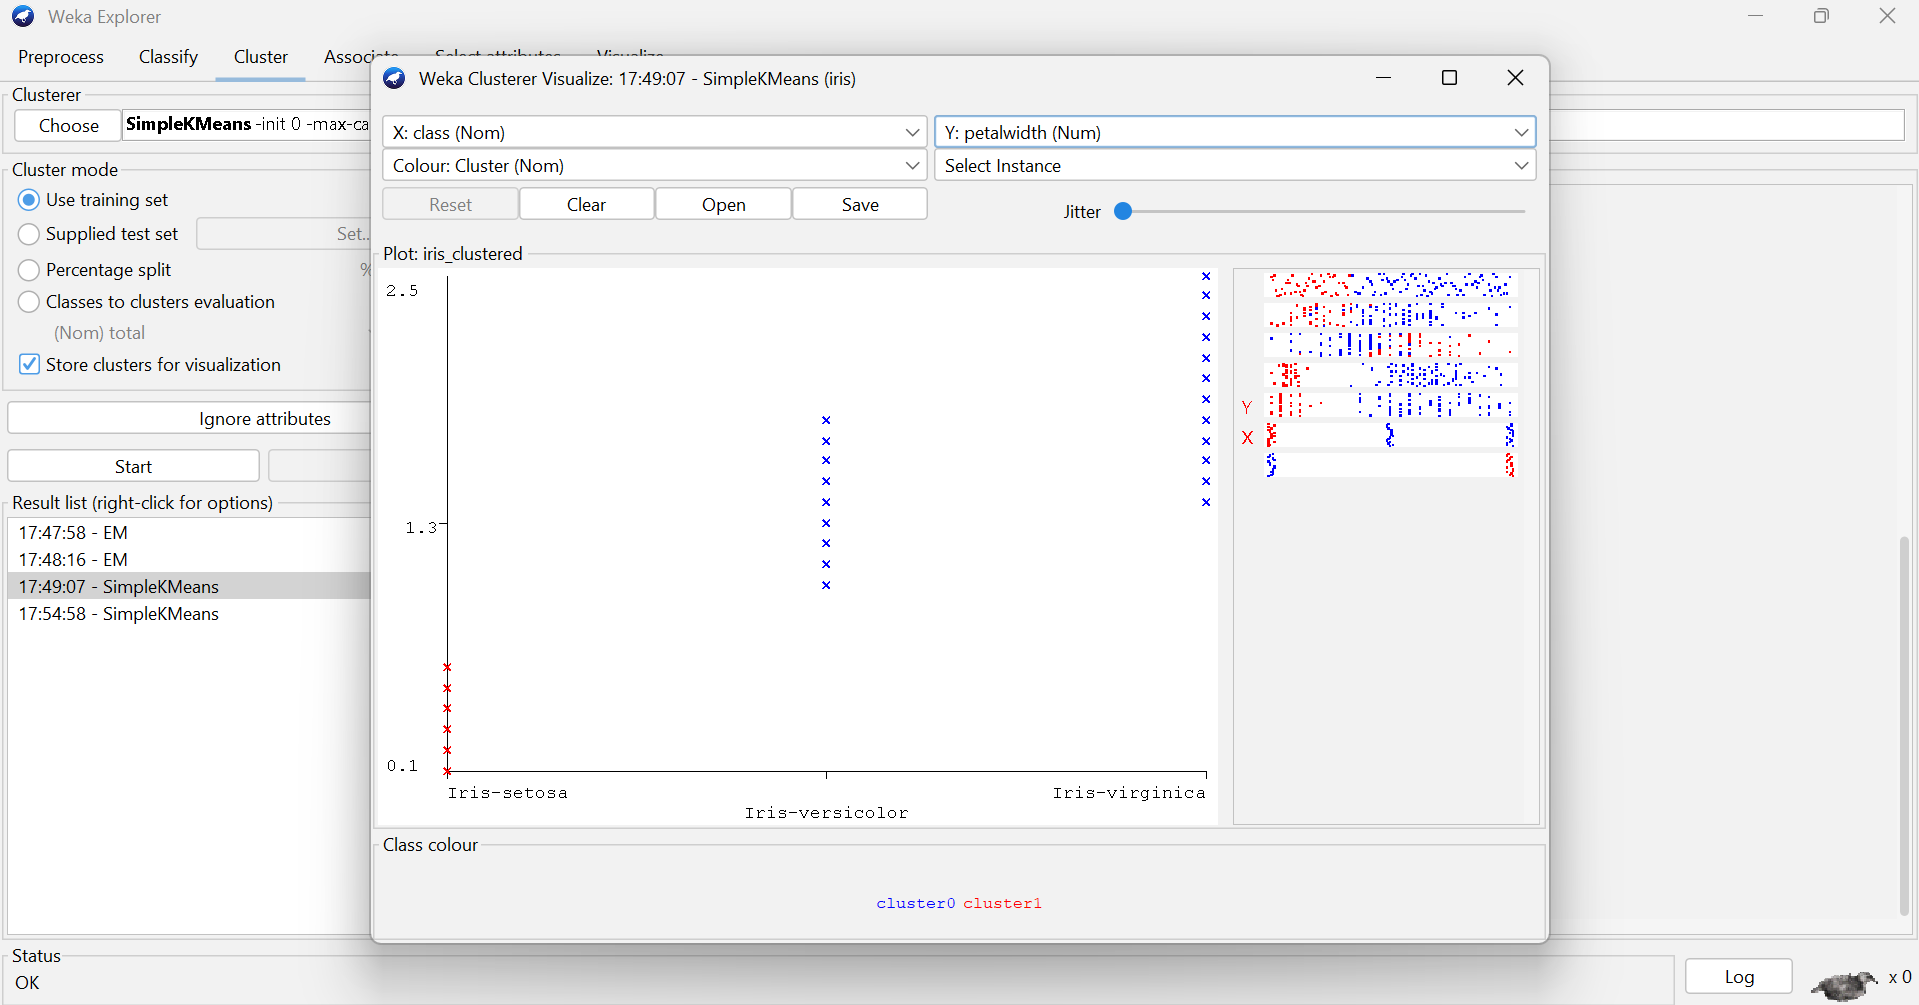 Weka Explorer
Preprocess Classify Cluster Associate Select attributes Visualize
Weka Clusterer Visualize: 17:49:07 - SimpleKMeans (iris)
Clusterer
Choose SimpleKMeans -init 0 -max-ca
Cluster mode
Use training set
Supplied test set Set..
Percentage split %
Classes to clusters evaluation
(Nom) total
Store clusters for visualization
Ignore attributes
Start
Result list (right-click for options)
17:47:58 - EM
17:48:16 - EM
17:49:07 - SimpleKMeans
17:54:58 - SimpleKMeans
X: class (Nom) Y: petalwidth (Num)
Colour: Cluster (Nom) Select Instance
Reset Clear Open Save Jitter
Plot: iris_clustered
2.5
1.3
0.1
Iris-setosa Iris-virginica
Iris-versicolor
Y
X
Class colour
cluster0 cluster1
Status
OK
Log x 0